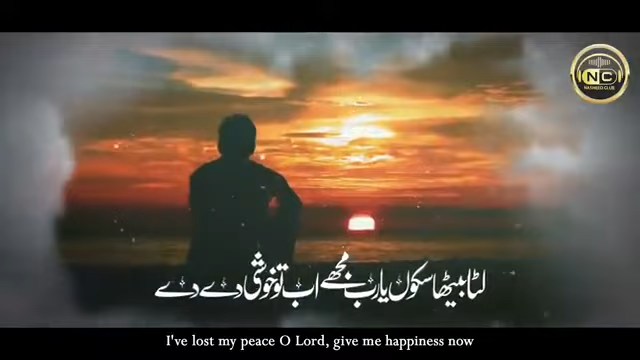 NC
NASHEED CLUB
لٹا بیٹھا سکوں یارب مجھے اب تو خوشی دے دے
I've lost my peace O Lord, give me happiness now